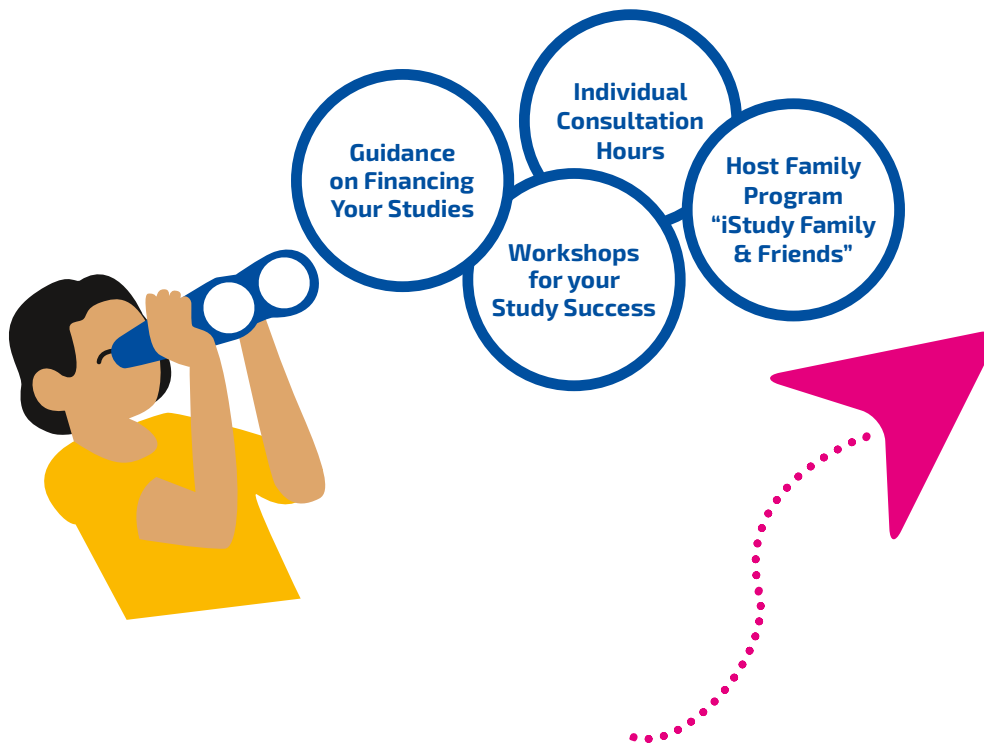 Guidance
on Financing
Your Studies
Individual
Consultation
Hours
Workshops
for your
Study Success
Host Family
Program
“iStudy Family
& Friends”